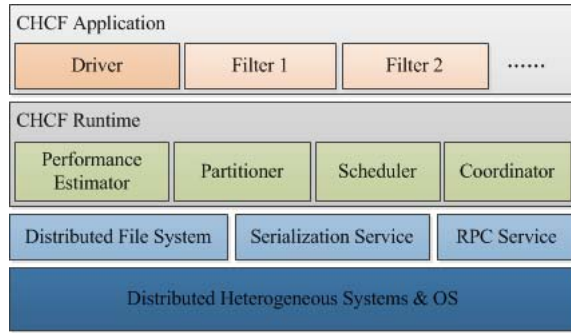 CHCF Application
Driver
Filter 1
Filter 2
······
CHCF Runtime
Performance
Estimator
Partitioner
Scheduler
Coordinator
Distributed File System
Serialization Service
RPC Service
Distributed Heterogeneous Systems & OS